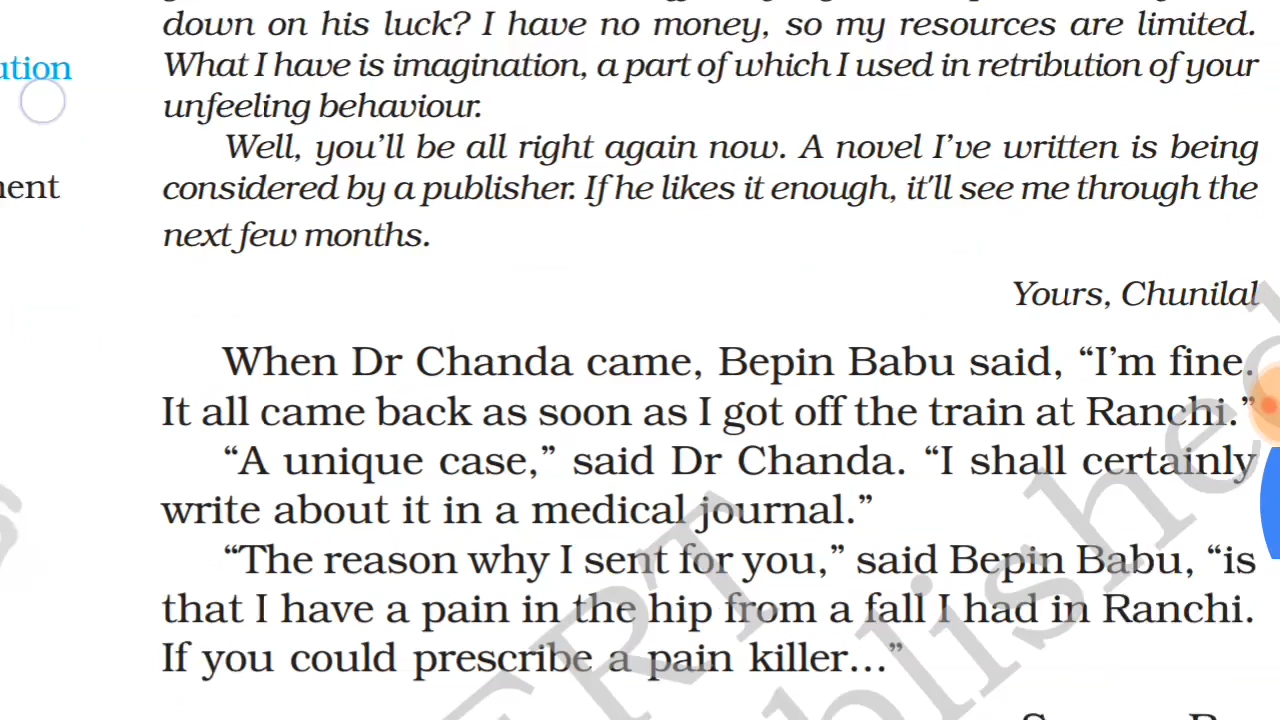 down on his luck? I have no money, so my resources are limited.
ution
What I have is imagination, a part of which I used in retribution of your
unfeeling behaviour.
Well, you'll be all right again now. A novel I've written is being
considered by a publisher. If he likes it enough, it'll see me through the
ment
next few months.
Yours, Chunilal
When Dr Chanda came, Bepin Babu said, “I'm fine.
It all came back as soon as I got off the train at Ranchi.”
“A unique case,” said Dr Chanda. “I shall certainly
write about it in a medical journal.”
“The reason why I sent for you,” said Bepin Babu, “is
that I have a pain in the hip from a fall I had in Ranchi.
If you could prescribe a pain killer...”